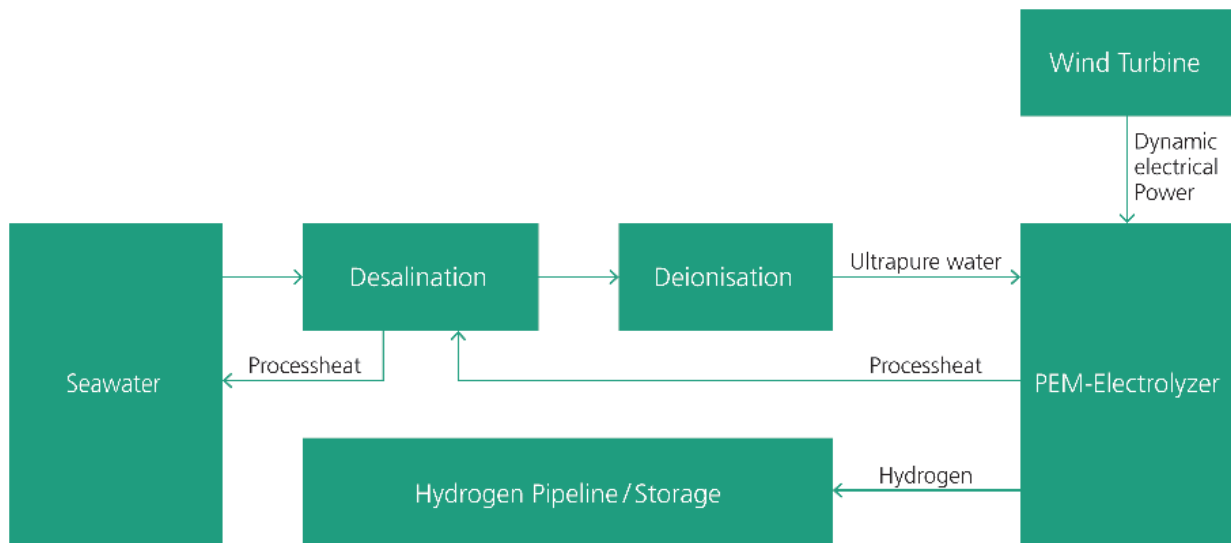 Wind Turbine
Dynamic
electrical
Power
Desalination
Deionisation
Ultrapure water
Processheat
Processheat
Seawater
PEM-Electrolyzer
Hydrogen Pipeline/Storage
Hydrogen